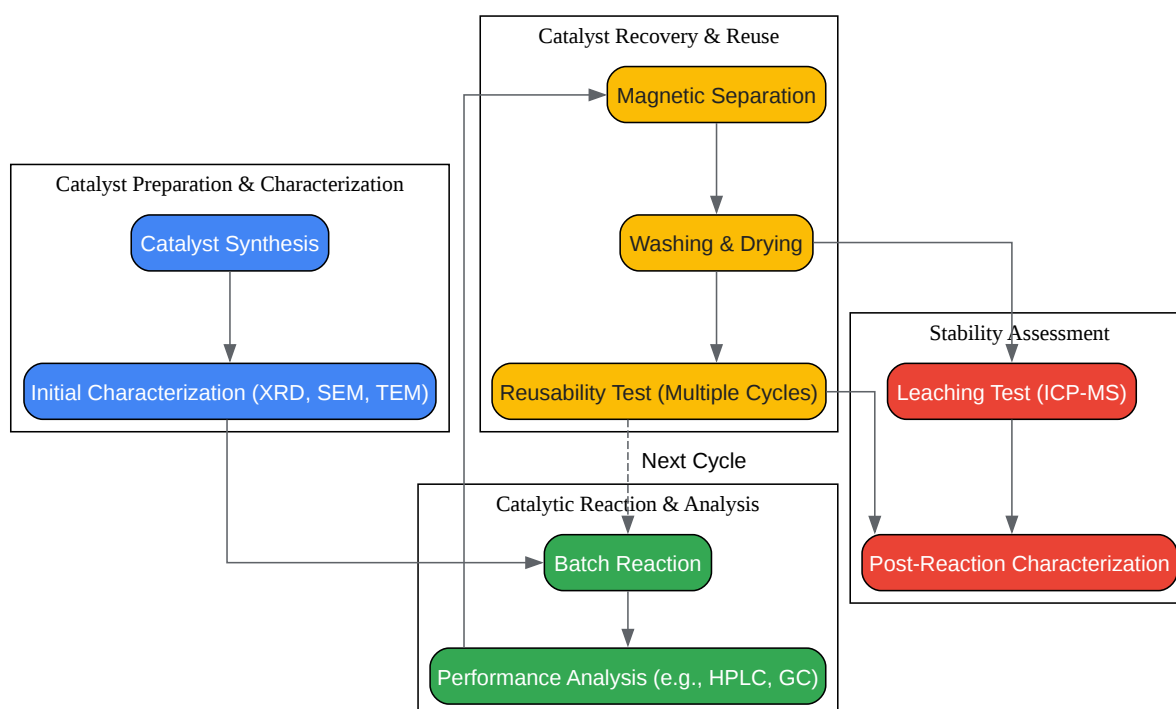 Catalyst Recovery & Reuse
Magnetic Separation
Catalyst Preparation & Characterization
Catalyst Synthesis
Washing & Drying
Stability Assessment
Initial Characterization (XRD, SEM, TEM)
Reusability Test (Multiple Cycles)
Leaching Test (ICP-MS)
Next Cycle
Catalytic Reaction & Analysis
Batch Reaction
Post-Reaction Characterization
Performance Analysis (e.g., HPLC, GC)